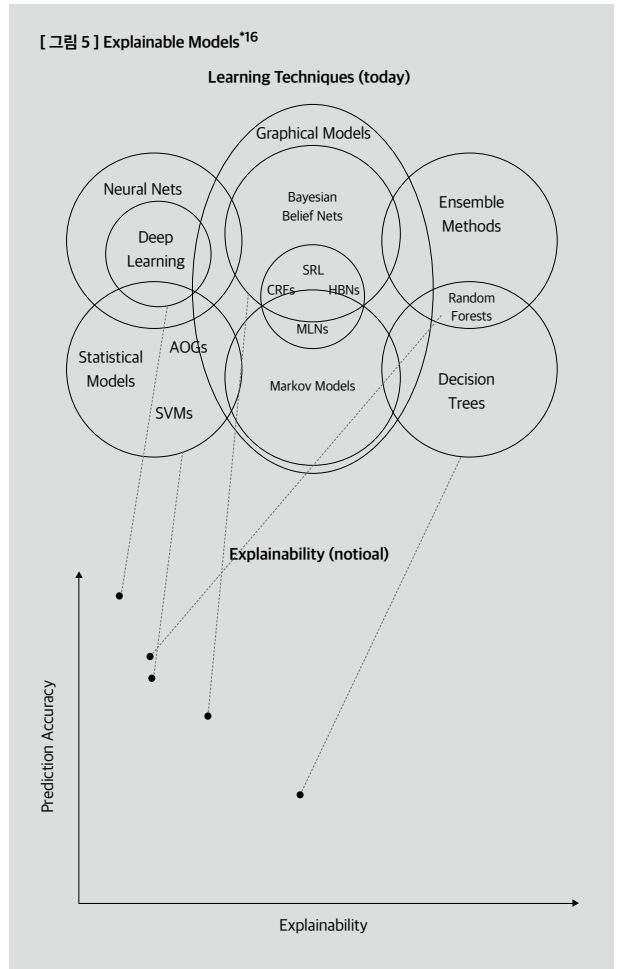 [ 그림 5 ] Explainable Models*16
Learning Techniques (today)
Graphical Models
Neural Nets
Bayesian
Belief Nets
Ensemble
Methods
Deep
Learning
SRL
CRFs
HBNs
Random
Forests
MLNs
AOGs
Statistical
Models
Markov Models
Decision
Trees
SVMs
Explainability (notioal)
Prediction Accuracy
Explainability